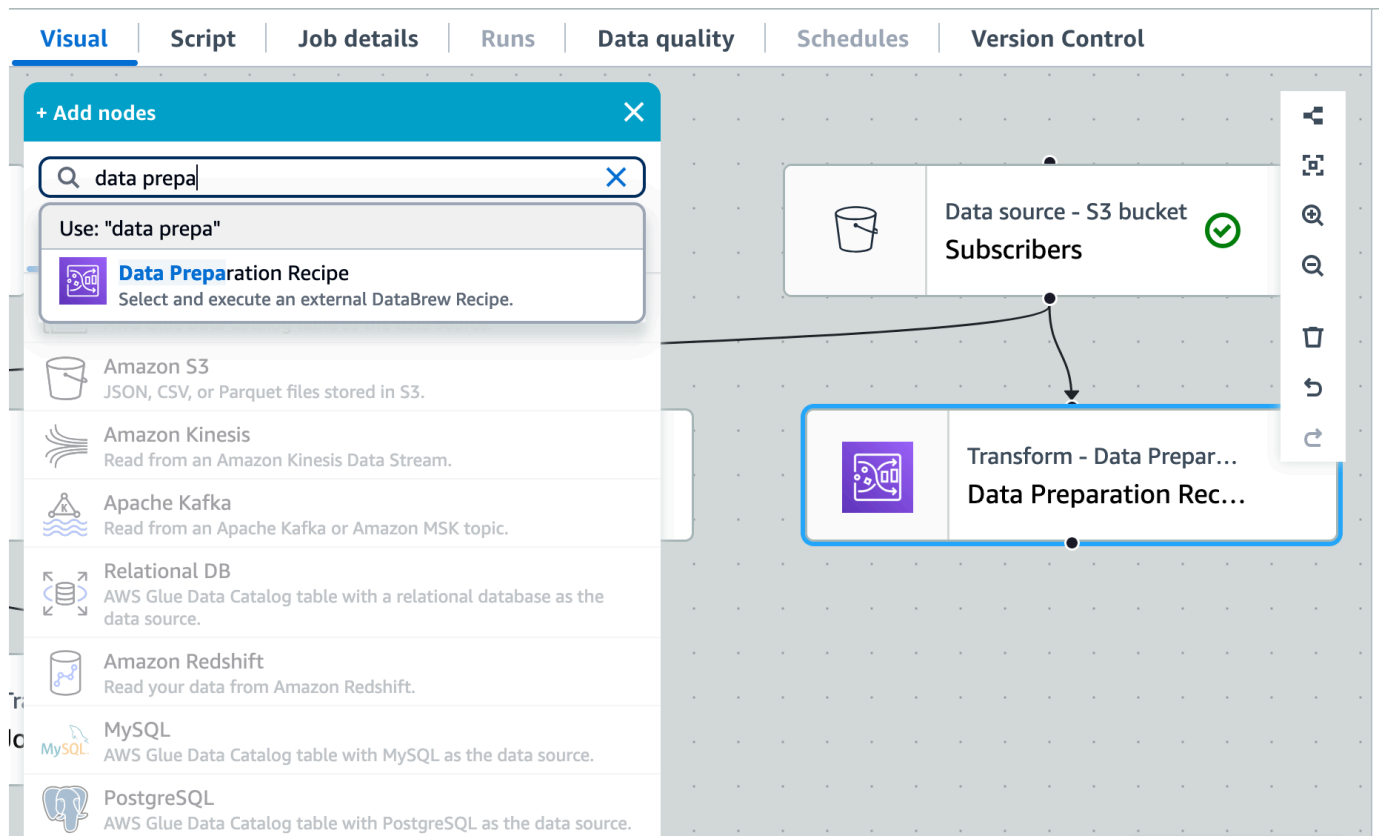 Visual
Script
Job details
Runs
Data quality
Schedules
Version Control
+ Add nodes
data prepa
Use: "data prepa"
Data Preparation Recipe
Select and execute an external DataBrew Recipe.
Amazon S3
JSON, CSV, or Parquet files stored in S3.
Amazon Kinesis
Read from an Amazon Kinesis Data Stream.
Apache Kafka
Read from an Apache Kafka or Amazon MSK topic.
Relational DB
AWS Glue Data Catalog table with a relational database as the
data source.
Amazon Redshift
Read your data from Amazon Redshift.
MySQL
MySQL
AWS Glue Data Catalog table with MySQL as the data source.
PostgreSQL
AWS Glue Data Catalog table with PostgreSQL as the data source.
Data source - S3 bucket
Subscribers
Transform - Data Prepar…
Data Preparation Rec…